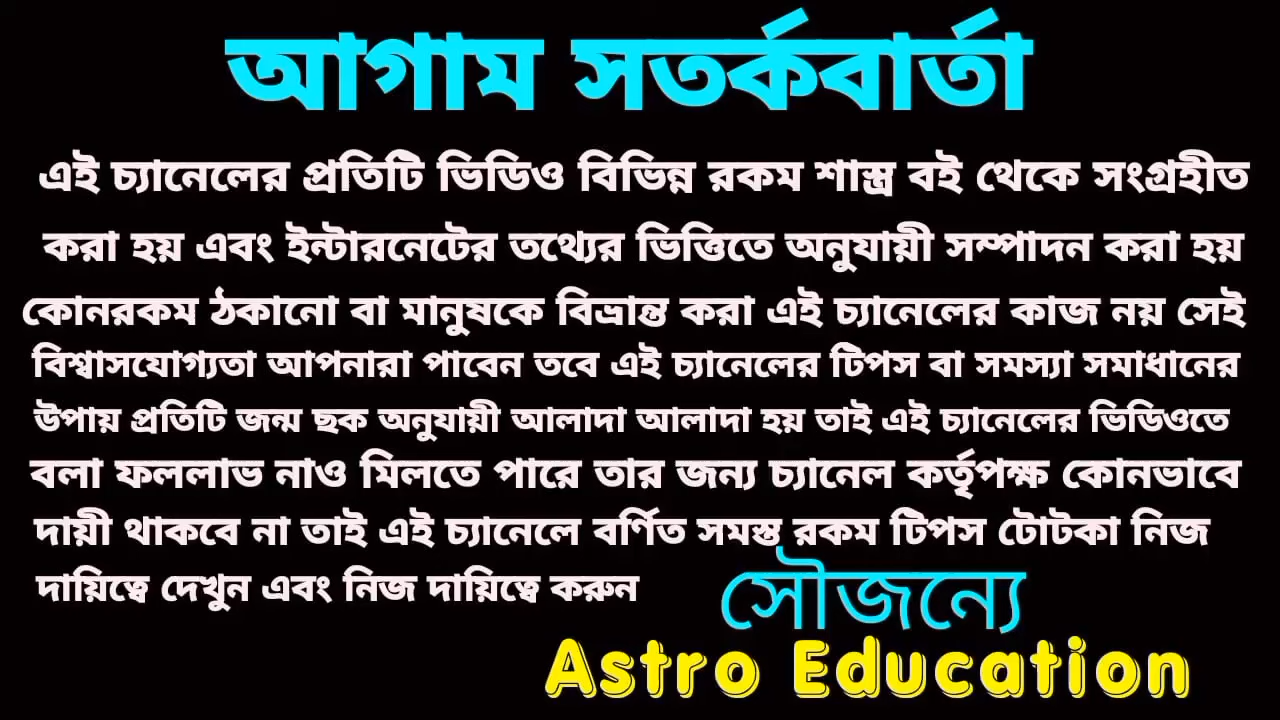 আগাম সতর্কবার্তা
এই চ্যানেলের প্রতিটি ভিডিও বিভিন্ন রকম শাস্ত্র বই থেকে সংগ্রহীত
করা হয় এবং ইন্টারনেটের তথ্যের ভিত্তিতে অনুযায়ী সম্পাদন করা হয়
কোনরকম ঠকানো বা মানুষকে বিভ্রান্ত করা এই চ্যানেলের কাজ নয় সেই
বিশ্বাসযোগ্যতা আপনারা পাবেন তবে এই চ্যানেলের টিপস বা সমস্যা সমাধানের
উপায় প্রতিটি জন্ম ছক অনুযায়ী আলাদা আলাদা হয় তাই এই চ্যানেলের ভিডিওতে
বলা ফললাভ নাও মিলতে পারে তার জন্য চ্যানেল কর্তৃপক্ষ কোনভাবে
দায়ী থাকবে না তাই এই চ্যানেলে বর্ণিত সমস্ত রকম টিপস টোটকা নিজ
দায়িত্বে দেখুন এবং নিজ দায়িত্বে করুন
সৌজন্যে
Astro Education